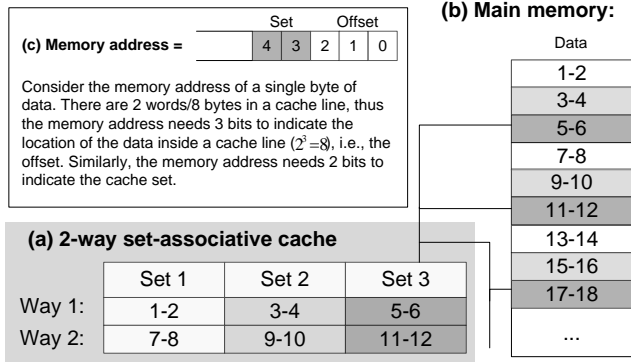 (b) Main memory:
Set Offset
(c) Memory address = 4 3 2 1 0
Consider the memory address of a single byte of
data. There are 2 words/8 bytes in a cache line, thus
the memory address needs 3 bits to indicate the
location of the data inside a cache line (2³=8), i.e., the
offset. Similarly, the memory address needs 2 bits to
indicate the cache set.
Data
1-2
3-4
5-6
7-8
9-10
11-12
13-14
15-16
17-18
...
(a) 2-way set-associative cache
Set 1 Set 2 Set 3
Way 1: 1-2 3-4 5-6
Way 2: 7-8 9-10 11-12